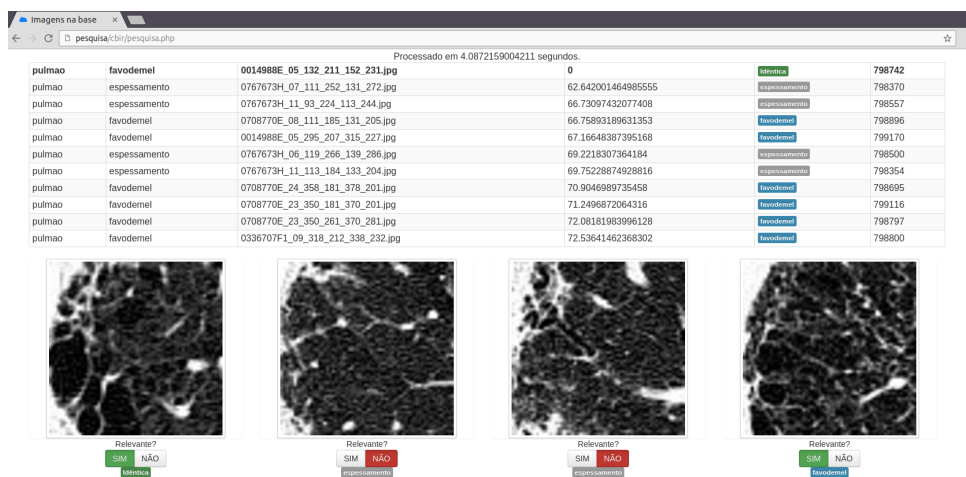 Imagens na base
pesquisa/cbir/pesquisa.php
Processado em 4.0872159004211 segundos.
pulmao favodemel 0014988E_05_132_211_152_231.jpg 0 Idêntica 798742
pulmao espessamento 0767673H_07_111_252_131_272.jpg 62.642001464985555 espessamento 798370
pulmao espessamento 0767673H_11_93_224_113_244.jpg 66.73097432077408 espessamento 798557
pulmao favodemel 0708770E_08_111_185_131_205.jpg 66.75893189631353 favodemel 798896
pulmao favodemel 0014988E_05_295_207_315_227.jpg 67.16648387395168 favodemel 799170
pulmao espessamento 0767673H_06_119_266_139_286.jpg 69.2218307364184 espessamento 798500
pulmao espessamento 0767673H_11_113_184_133_204.jpg 69.75228874928816 espessamento 798354
pulmao favodemel 0708770E_24_358_181_378_201.jpg 70.9046989735458 favodemel 798695
pulmao favodemel 0708770E_23_350_181_370_201.jpg 71.2496872064316 favodemel 799116
pulmao favodemel 0708770E_23_350_261_370_281.jpg 72.08181983996128 favodemel 798797
pulmao favodemel 0336707F1_09_318_212_338_232.jpg 72.53641462368302 favodemel 798800
Relevante? Relevante? Relevante? Relevante?
SIM NÃO SIM NÃO SIM NÃO SIM NÃO
Idêntica espessamento espessamento favodemel